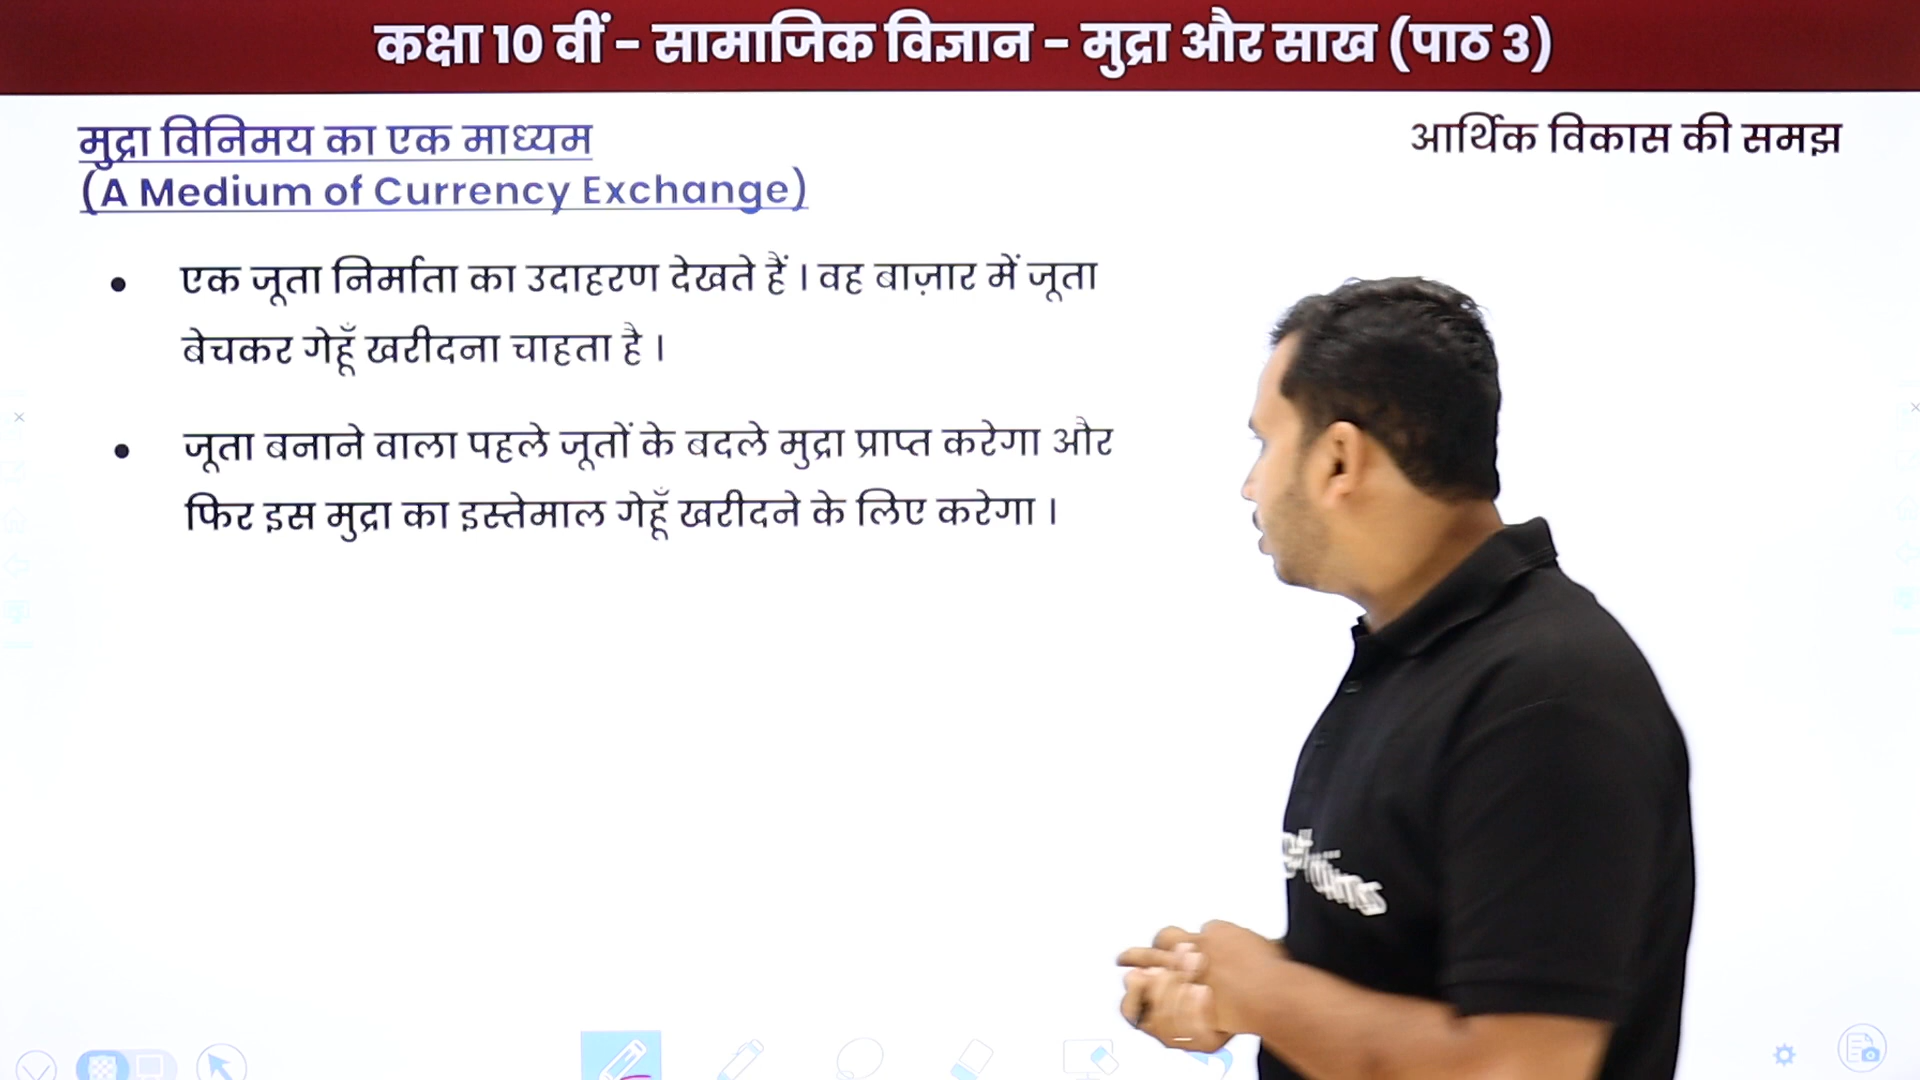 कक्षा 10 वीं - सामाजिक विज्ञान - मुद्रा और साख (पाठ 3)
मुद्रा विनिमय का एक माध्यम
(A Medium of Currency Exchange)
आर्थिक विकास की समझ
• एक जूता निर्माता का उदाहरण देखते हैं । वह बाज़ार में जूता
बेचकर गेहूँ खरीदना चाहता है ।
• जूता बनाने वाला पहले जूतों के बदले मुद्रा प्राप्त करेगा और
फिर इस मुद्रा का इस्तेमाल गेहूँ खरीदने के लिए करेगा ।